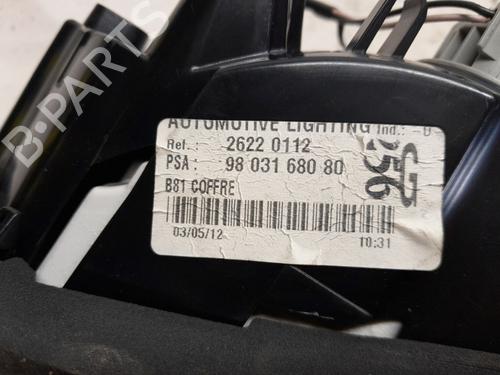 B-PARTS
AUTOMOTIVE LIGHTING Ind.: -B
Ref.: 2622 0112
PSA: 98 031 680 80
B81 COFFRE
03/05/12 10:31